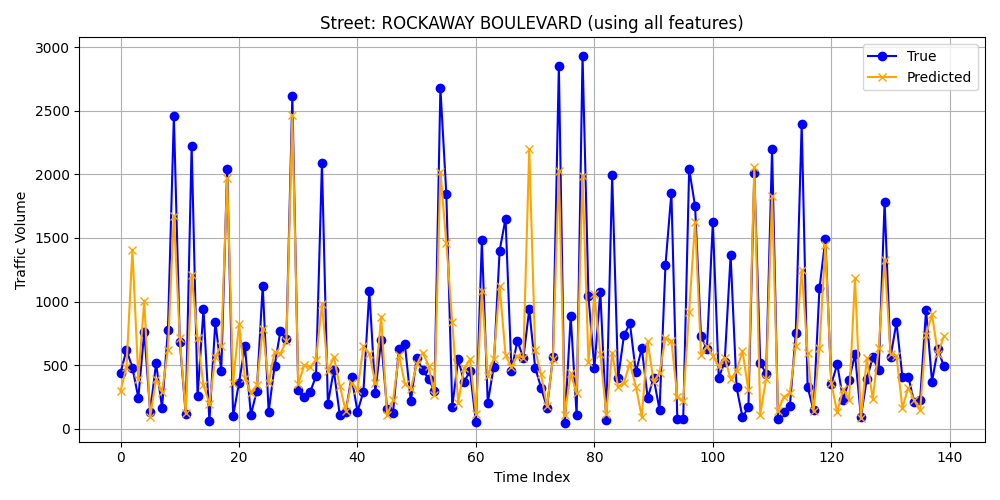 Street: ROCKAWAY BOULEVARD (using all features)
True
Predicted
Traffic Volume
3000
2500
2000
1500
1000
500
0
0 20 40 60 80 100 120 140
Time Index